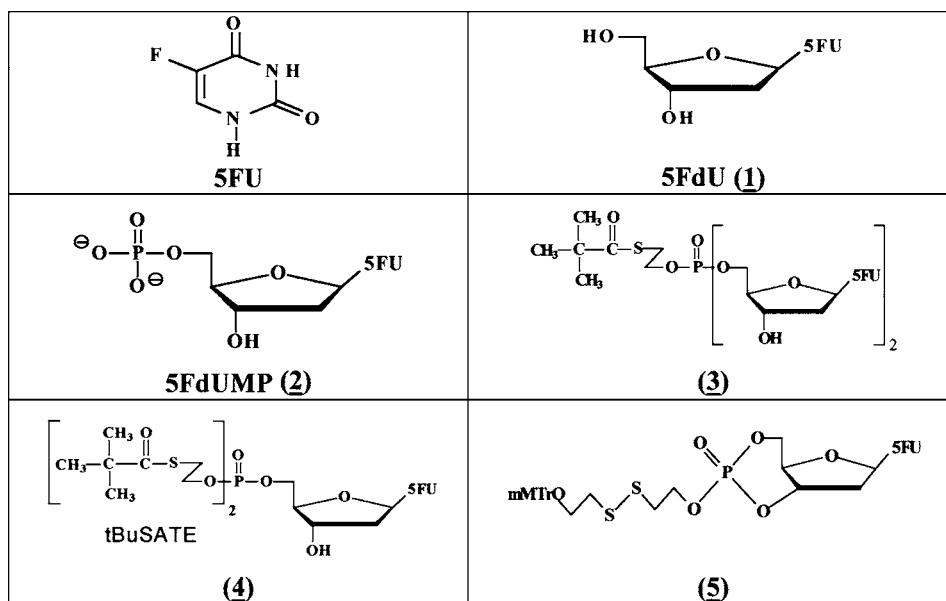 O
F
N
H
N
H
O
5FU
HO
O
5FU
OH
5FdU (1)
O
⊖
O P O
O ⊖
O
5FU
OH
5FdUMP (2)
CH3 O
CH3 C C S
CH3
O
O P O
O
5FU
OH
2
(3)
CH3 O
CH3 C C S
CH3
O
2
O
P O
O
5FU
OH
tBuSATE
(4)
O
O
P
O
O
O
5FU
mMTrO
S
S
(5)